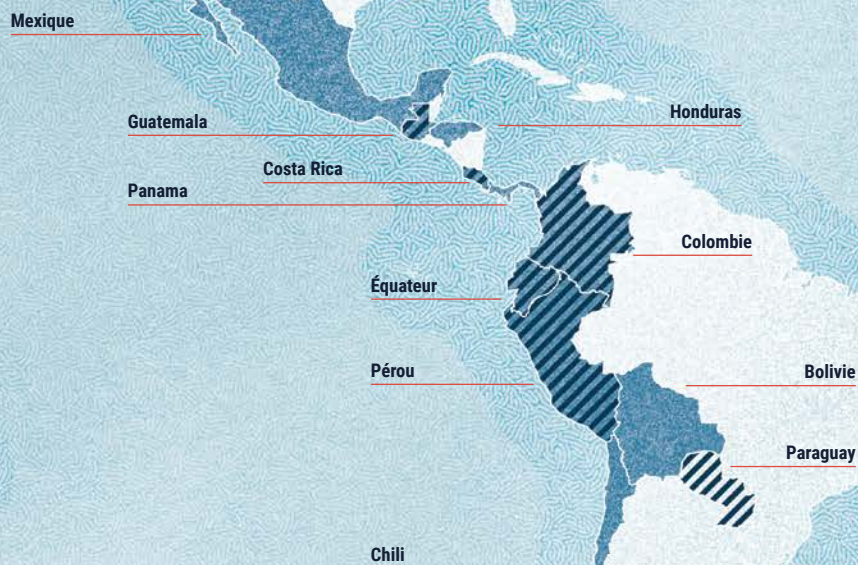 Mexique
Honduras
Guatemala
Costa Rica
Panama
Colombie
Équateur
Pérou
Bolivie
Paraguay
Chili